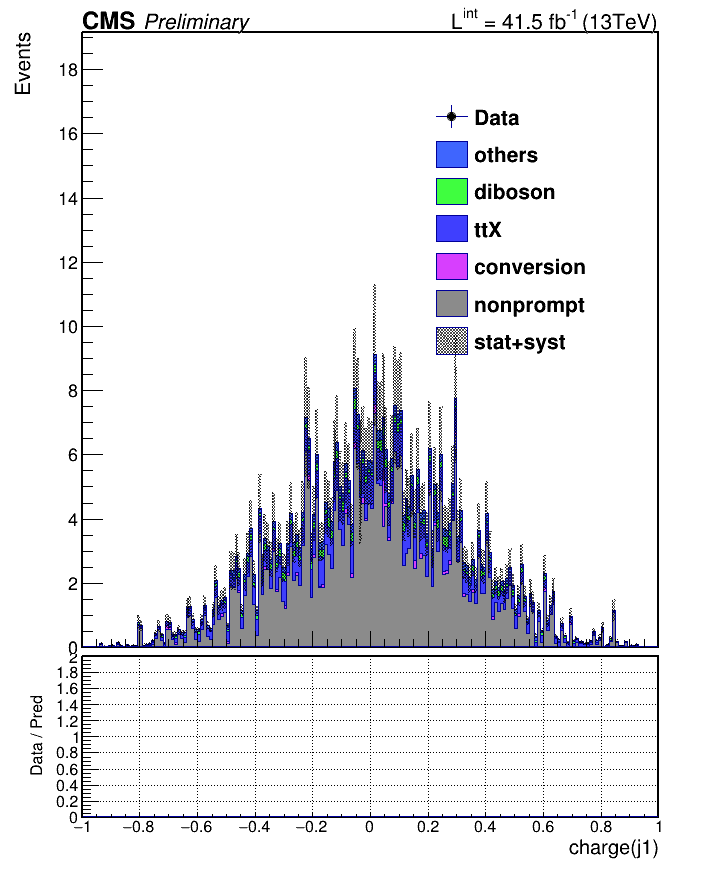 CMS Preliminary
L^int = 41.5 fb^-1 (13TeV)
Events
18
16
14
12
10
8
6
4
2
0
Data
others
diboson
ttX
conversion
nonprompt
stat+syst
Data / Pred
2
1.8
1.6
1.4
1.2
1
0.8
0.6
0.4
0.2
0
−1 −0.8 −0.6 −0.4 −0.2 0 0.2 0.4 0.6 0.8 1
charge(j1)